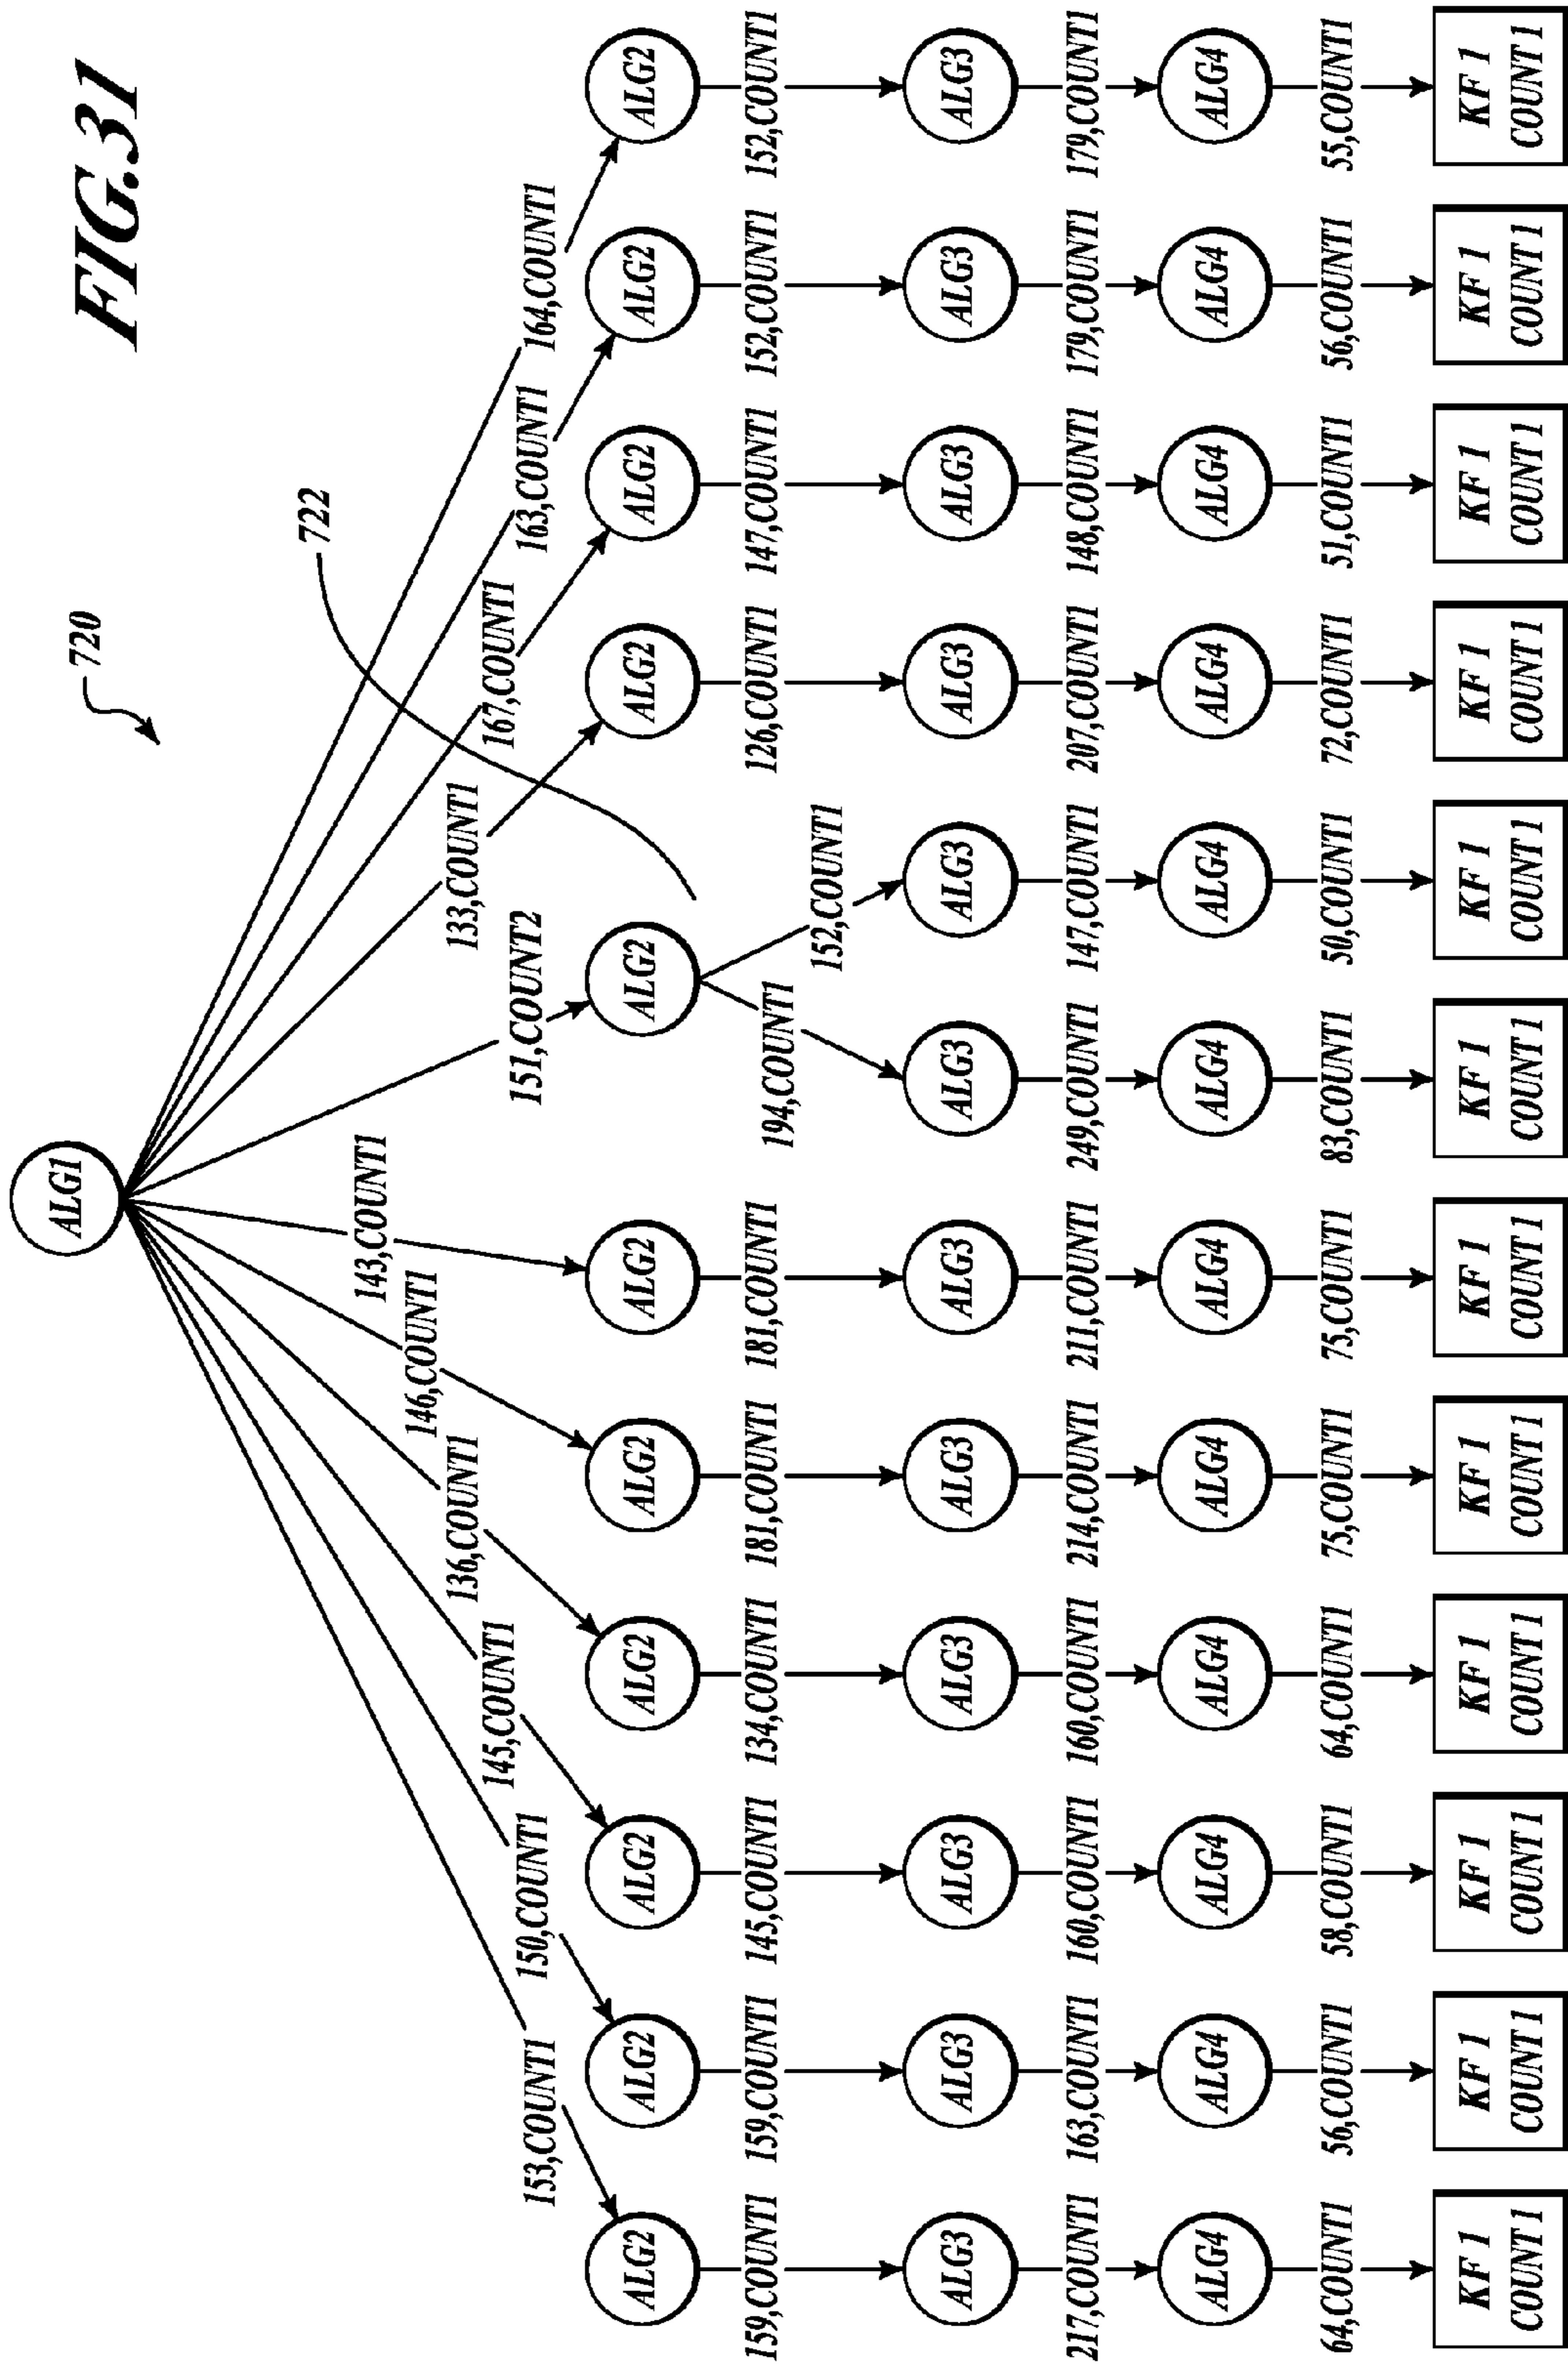 FIG.31
720
ALG1
722
153,COUNT1
150,COUNT1
145,COUNT1
136,COUNT1
146,COUNT1
143,COUNT1
151,COUNT2
133,COUNT1
167,COUNT1
163,COUNT1
164,COUNT1
ALG2
ALG2
ALG2
ALG2
ALG2
ALG2
ALG2
ALG2
ALG2
ALG2
ALG2
159,COUNT1
159,COUNT1
145,COUNT1
134,COUNT1
181,COUNT1
181,COUNT1
194,COUNT1
152,COUNT1
126,COUNT1
147,COUNT1
152,COUNT1
152,COUNT1
ALG3
ALG3
ALG3
ALG3
ALG3
ALG3
ALG3
ALG3
ALG3
ALG3
ALG3
ALG3
217,COUNT1
163,COUNT1
160,COUNT1
160,COUNT1
214,COUNT1
211,COUNT1
249,COUNT1
147,COUNT1
207,COUNT1
148,COUNT1
179,COUNT1
179,COUNT1
ALG4
ALG4
ALG4
ALG4
ALG4
ALG4
ALG4
ALG4
ALG4
ALG4
ALG4
ALG4
64,COUNT1
56,COUNT1
58,COUNT1
64,COUNT1
75,COUNT1
75,COUNT1
83,COUNT1
50,COUNT1
72,COUNT1
51,COUNT1
56,COUNT1
55,COUNT1
KF 1
COUNT 1
KF 1
COUNT 1
KF 1
COUNT 1
KF 1
COUNT 1
KF 1
COUNT 1
KF 1
COUNT 1
KF 1
COUNT 1
KF 1
COUNT 1
KF 1
COUNT 1
KF 1
COUNT 1
KF 1
COUNT 1
KF 1
COUNT 1